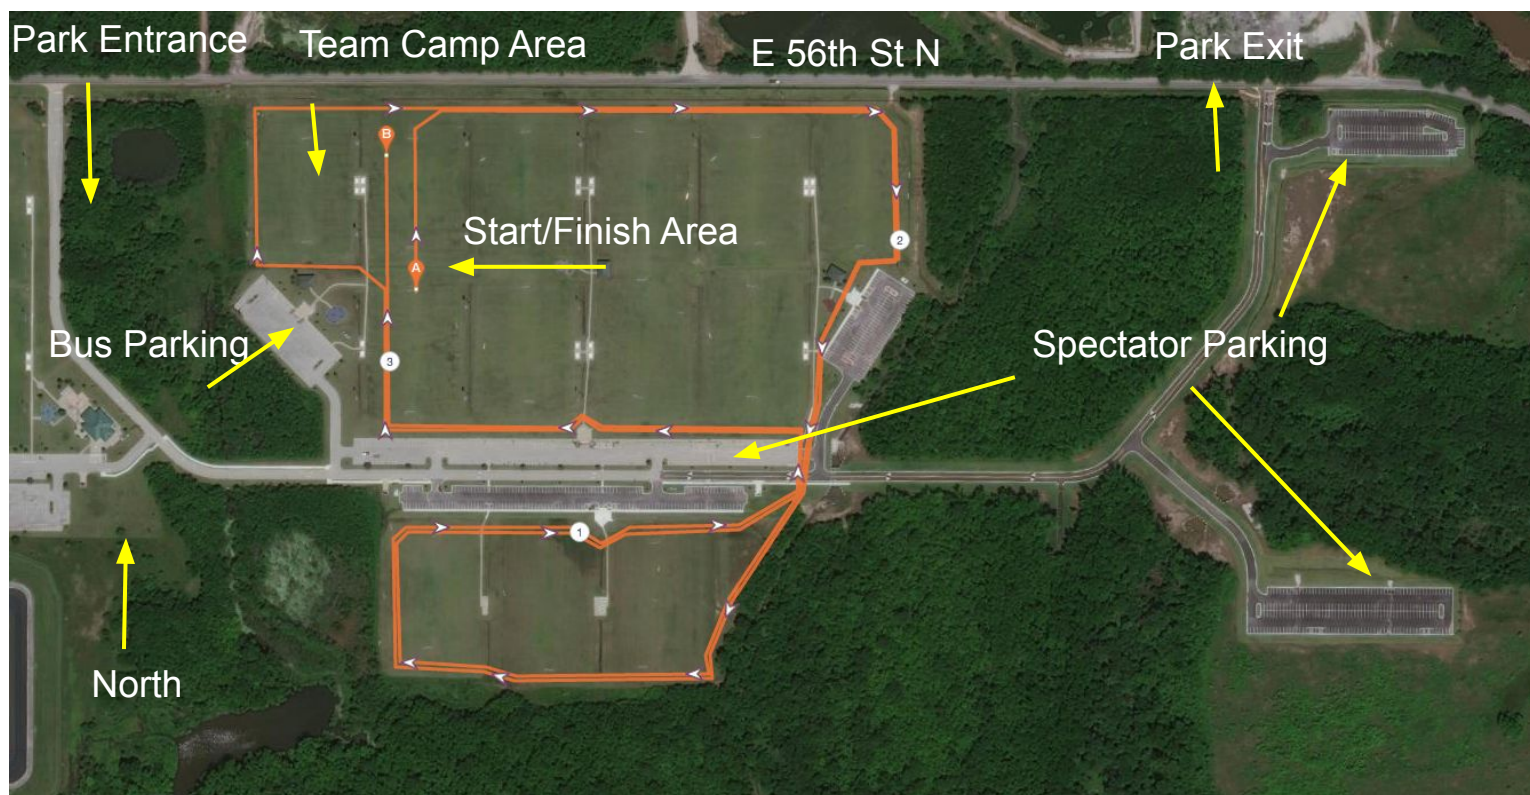 Park Entrance
Team Camp Area
E 56th St N
Park Exit
B
Start/Finish Area
2
A
Bus Parking
3
Spectator Parking
1
North